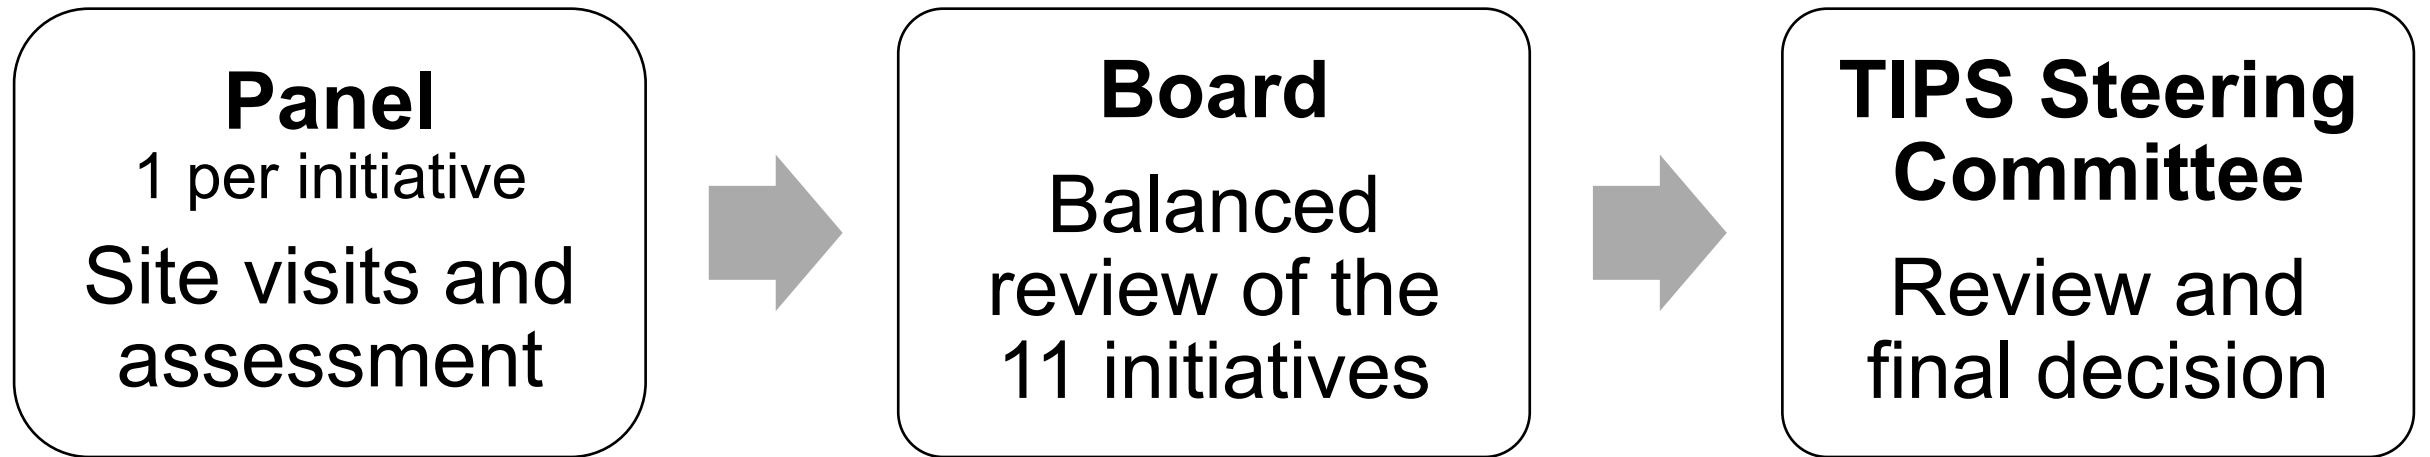 Panel
1 per initiative
Site visits and
assessment
Board
Balanced
review of the
11 initiatives
TIPS Steering
Committee
Review and
final decision